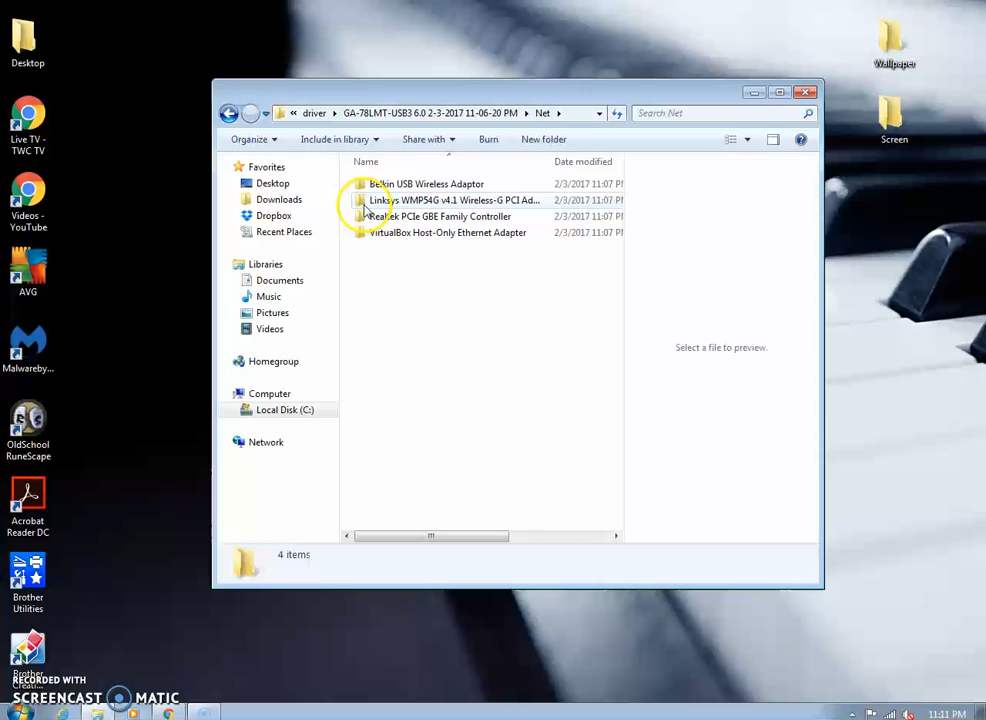 Desktop
Live TV -
TWC TV
Videos -
YouTube
AVG
Malwareby...
OldSchool
RuneScape
Acrobat
Reader DC
Brother
Utilities
Brother
Creati...
RECORDED WITH
SCREENCAST MATIC
Wallpaper
Screen
« driver GA-78LMT-USB3 6.0 2-3-2017 11-06-20 PM Net
Search Net
Organize Include in library Share with Burn New folder
Favorites
Desktop
Downloads
Dropbox
Recent Places
Libraries
Documents
Music
Pictures
Videos
Homegroup
Computer
Local Disk (C:)
Network
Name Date modified
Belkin USB Wireless Adaptor 2/3/2017 11:07 PM
Linksys WMP54G v4.1 Wireless-G PCI Ad... 2/3/2017 11:07 PM
Realtek PCIe GBE Family Controller 2/3/2017 11:07 PM
VirtualBox Host-Only Ethernet Adapter 2/3/2017 11:07 PM
Select a file to preview.
4 items
11:11 PM